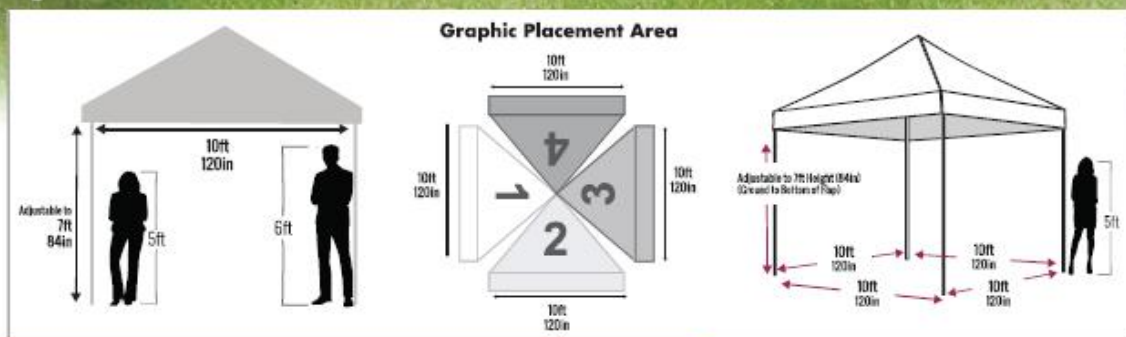 Graphic Placement Area
10ft
120in
Adjustable to
7ft
84in
5ft
6ft
10ft
120in
10ft
120in
1
2
3
4
10ft
120in
10ft
120in
Adjustable to 7ft Height (84in)
(Ground to Bottom of Flap)
5ft
10ft
120in
10ft
120in
10ft
120in
10ft
120in